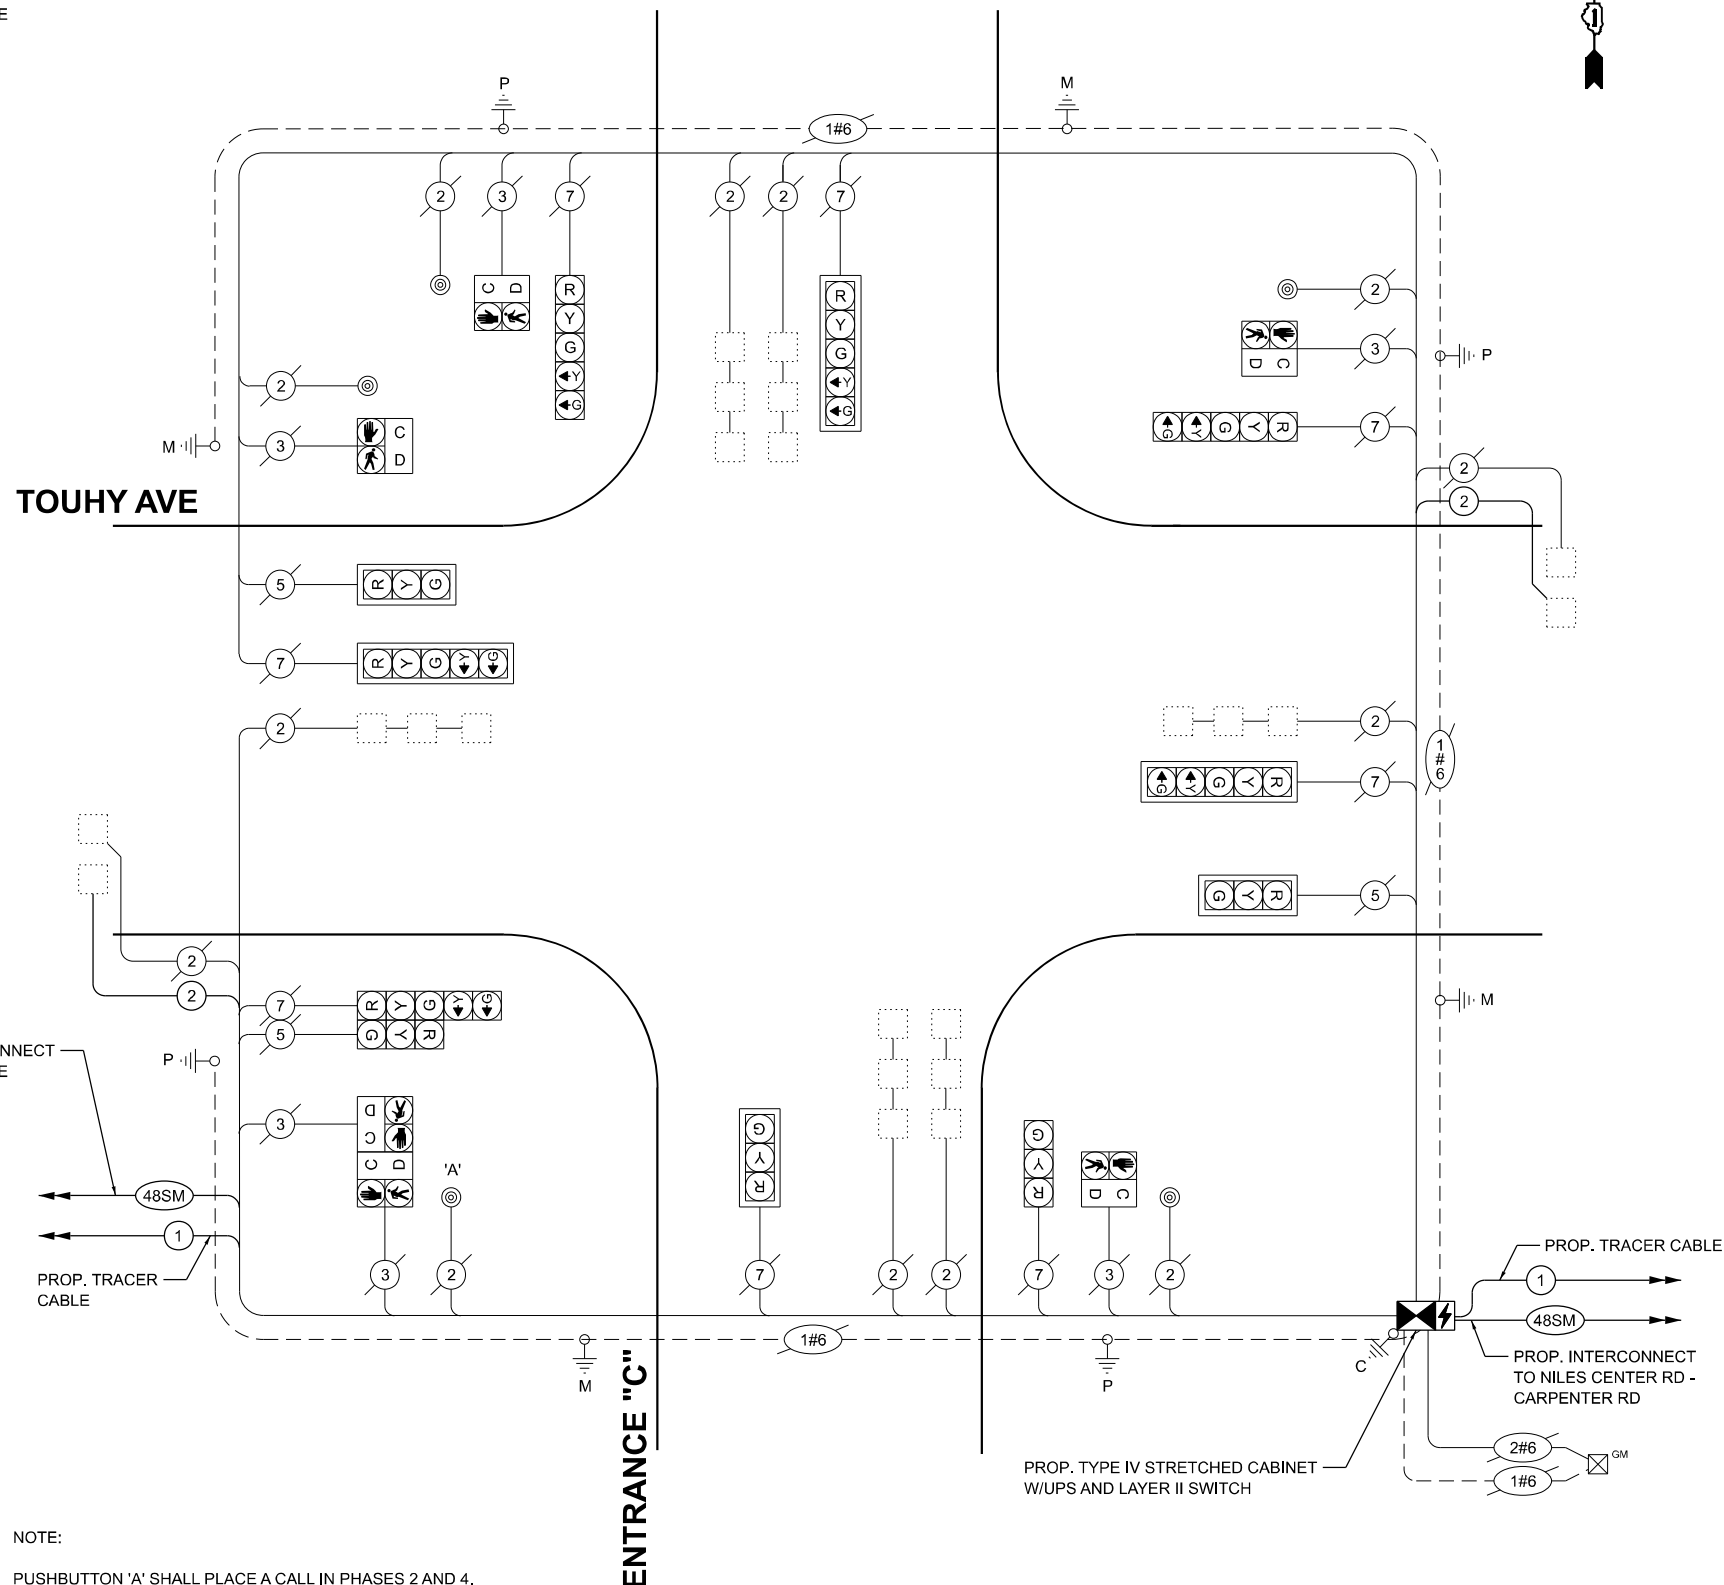 E
1
P
M
1#6
2
3
7
2
2
7
C D
R
Y
G
Y
G
R
Y
G
Y
G
2
3
D C
P
G Y G Y R
7
2
C
3
D
M
2
2
TOUHY AVE
5
R Y G
7
R Y G Y G
2
2
1
#
6
G Y G Y R
7
G Y R
5
2
2
7
R Y G Y G
5
G Y R
M
NNECT
E
P
3
D
C
C D
'A'
G
Y
R
G
Y
R
D C
48SM
1
3
2
7
2
2
7
3
2
PROP. TRACER
CABLE
PROP. TRACER CABLE
1
48SM
1#6
M
P
C
PROP. INTERCONNECT
TO NILES CENTER RD -
CARPENTER RD
ENTRANCE "C"
2#6
GM
1#6
PROP. TYPE IV STRETCHED CABINET
W/UPS AND LAYER II SWITCH
NOTE:
PUSHBUTTON 'A' SHALL PLACE A CALL IN PHASES 2 AND 4.